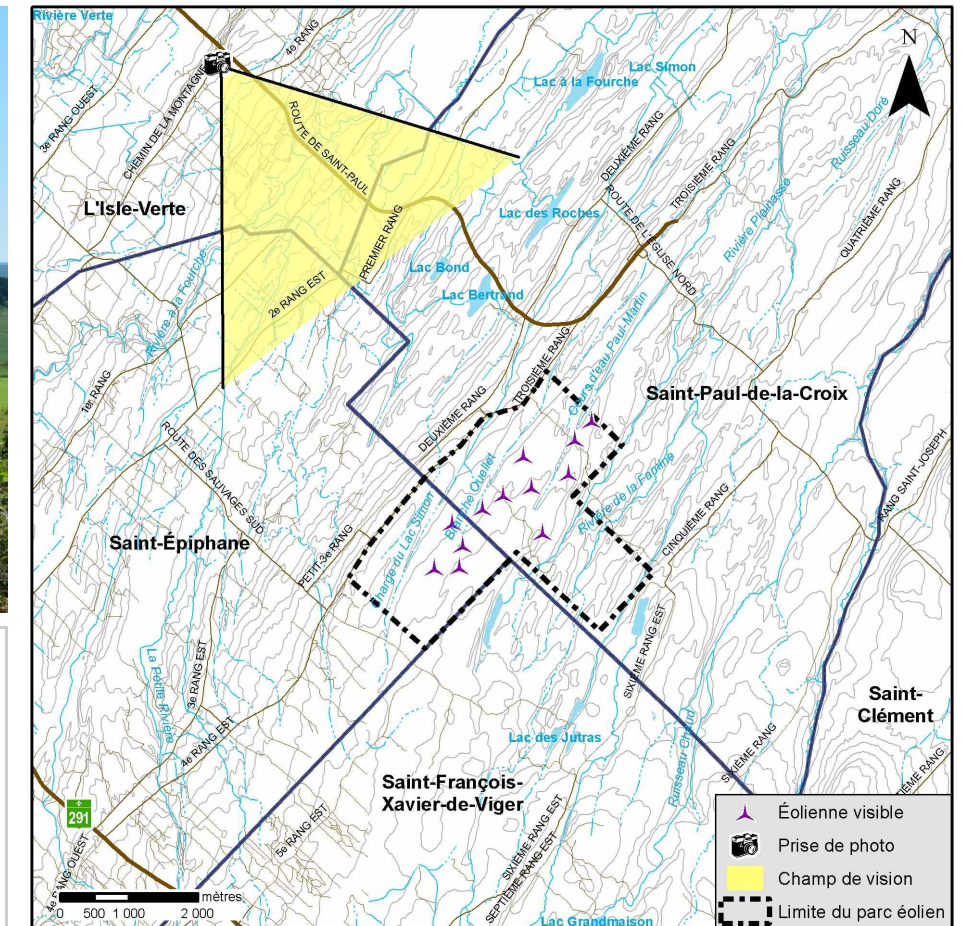 Rivière Verte
4e RANG
N
Lac Simon
Lac à la Fourche
3e RANG OUEST
CHEMIN DE LA MONTAGNE
ROUTE DE SAINT-PAUL
DEUXIÈME RANG
TROISIÈME RANG
Ruisseau Doré
L'Isle-Verte
Lac des Roches
ROUTE DE L'ÉGLISE NORD
Rivière Plainasse
QUATRIÈME RANG
PREMIER RANG
Rivière à la Fourche
Lac Bond
2e RANG EST
Lac Bertrand
Cours d'eau Paul-Martin
1er RANG
TROISIÈME RANG
DEUXIÈME RANG
Saint-Paul-de-la-Croix
ROUTE DES SAUVAGES SUD
Branche Ouellet
Rivière de la Famine
RANG SAINT-JOSEPH
Saint-Épiphane
Décharge du Lac Simon
CINQUIÈME RANG
PETIT-3e RANG
La Petite Rivière
3e RANG EST
SIXIÈME RANG EST
Saint-
Clément
4e RANG EST
Lac des Jutras
Ruisseau Chaud
SIXIÈME RANG
Saint-François-
Xavier-de-Viger
291
5e RANG EST
SIXIÈME RANG EST
SEPTIÈME RANG EST
4e RANG OUEST
Lac Grandmaison
mètres
0 500 1 000 2 000
Éolienne visible
Prise de photo
Champ de vision
Limite du parc éolien